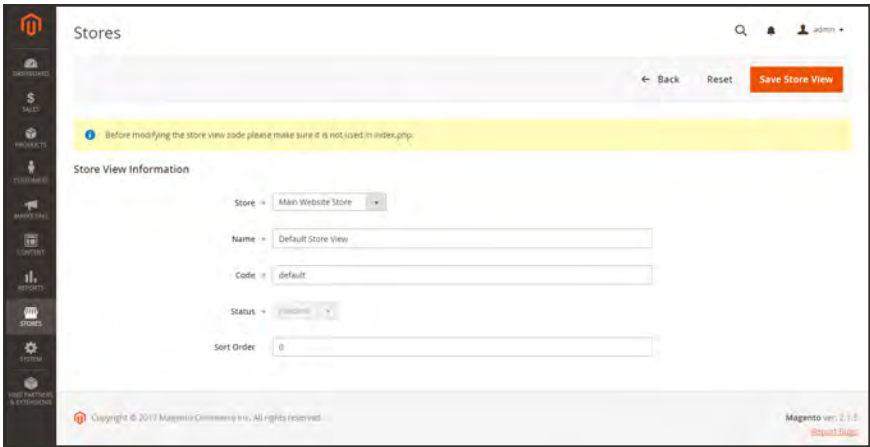 Stores
admin
DASHBOARD
SALES
PRODUCTS
CUSTOMERS
MARKETING
CONTENT
REPORTS
STORES
SYSTEM
FIND PARTNERS
& EXTENSIONS
← Back Reset Save Store View
Before modifying the store view code please make sure it is not used in index.php.
Store View Information
Store * Main Website Store
Name * Default Store View
Code * default
Status * Enabled
Sort Order 0
Copyright © 2017 Magento Commerce Inc. All rights reserved.
Magento ver. 2.1.5
Report Bugs